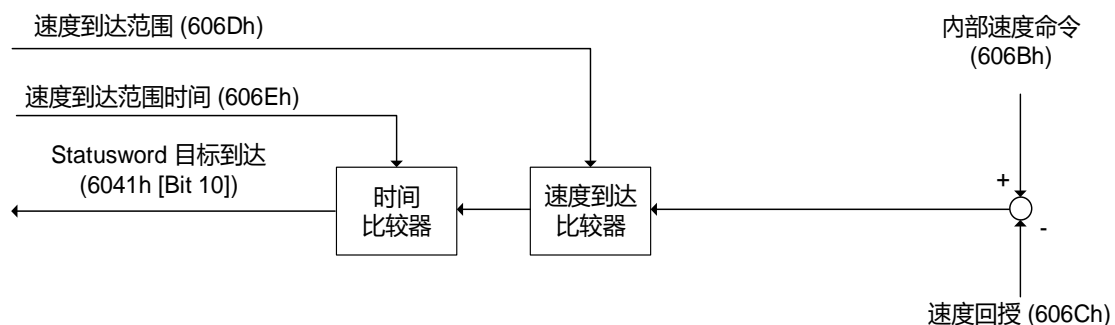 速度到达范围 (606Dh)
内部速度命令
(606Bh)
速度到达范围时间 (606Eh)
Statusword 目标到达
(6041h [Bit 10])
时间
比较器
速度到达
比较器
+
-
速度回授 (606Ch)